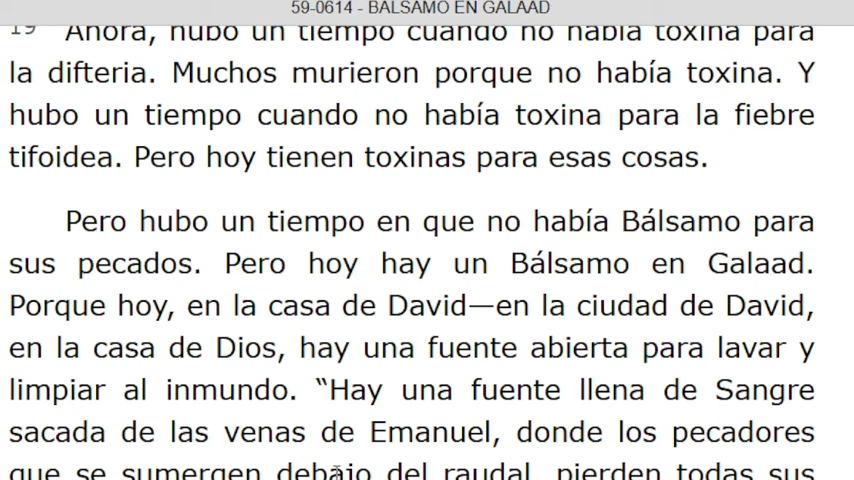 59-0614 - BALSAMO EN GALAAD
19 Ahora, hubo un tiempo cuando no había toxina para
la difteria. Muchos murieron porque no había toxina. Y
hubo un tiempo cuando no había toxina para la fiebre
tifoidea. Pero hoy tienen toxinas para esas cosas.
Pero hubo un tiempo en que no había Bálsamo para
sus pecados. Pero hoy hay un Bálsamo en Galaad.
Porque hoy, en la casa de David—en la ciudad de David,
en la casa de Dios, hay una fuente abierta para lavar y
limpiar al inmundo. “Hay una fuente llena de Sangre
sacada de las venas de Emanuel, donde los pecadores
que se sumergen debajo del raudal, pierden todas sus